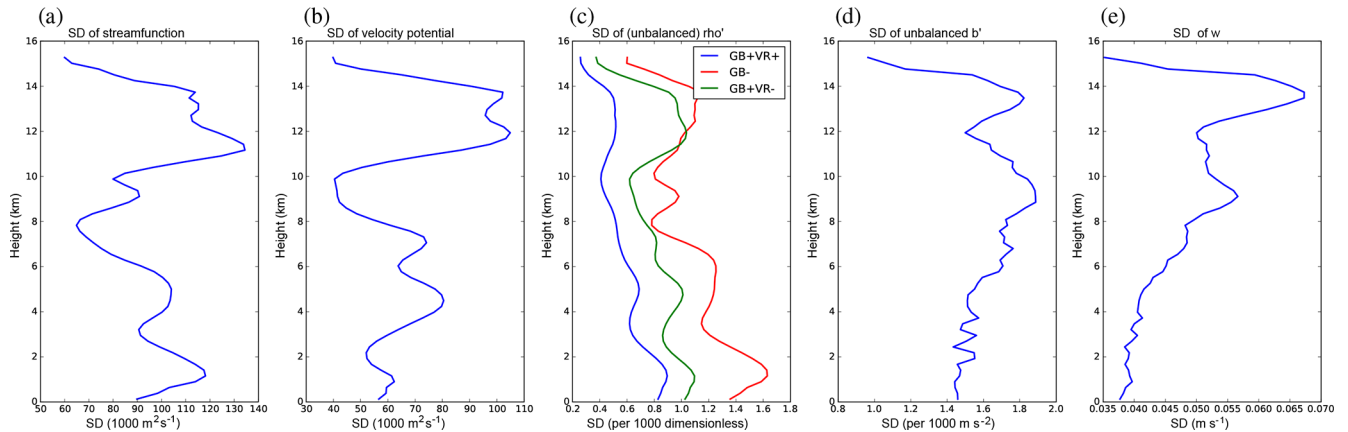 (a)
SD of streamfunction
16
14
12
10
8
6
4
2
0
Height (km)
50 60 70 80 90 100 110 120 130 140
SD (1000 m²s⁻¹)
(b)
SD of velocity potential
16
14
12
10
8
6
4
2
0
Height (km)
30 40 50 60 70 80 90 100 110
SD (1000 m²s⁻¹)
(c)
SD of (unbalanced) rho'
GB+VR+
GB-
GB+VR-
16
14
12
10
8
6
4
2
0
Height (km)
0.2 0.4 0.6 0.8 1.0 1.2 1.4 1.6 1.8
SD (per 1000 dimensionless)
(d)
SD of unbalanced b'
16
14
12
10
8
6
4
2
0
Height (km)
0.8 1.0 1.2 1.4 1.6 1.8 2.0
SD (per 1000 m s-²)
(e)
SD of w
16
14
12
10
8
6
4
2
0
Height (km)
0.035 0.040 0.045 0.050 0.055 0.060 0.065 0.070
SD (m s⁻¹)